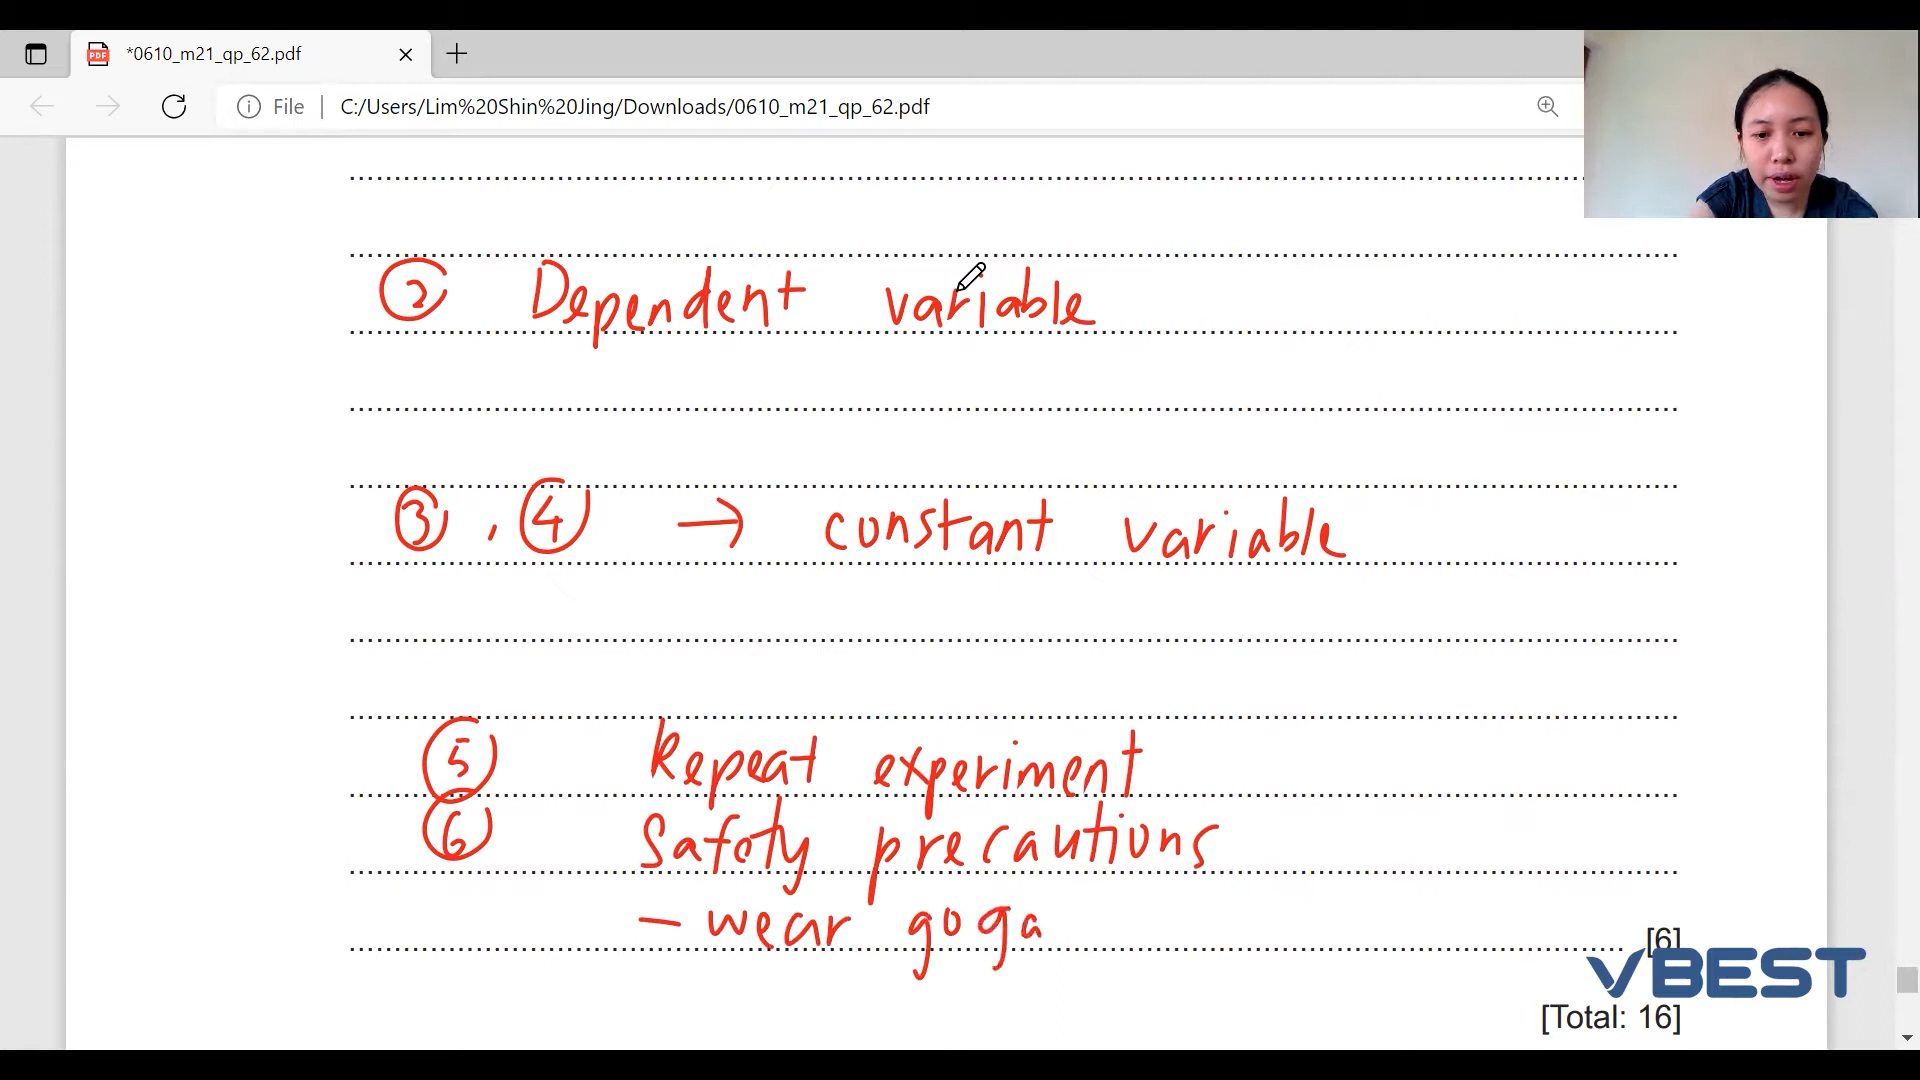 *0610_m21_qp_62.pdf
File | C:/Users/Lim%20Shin%20Jing/Downloads/0610_m21_qp_62.pdf
② Dependent variable
③ , ④ → constant variable
⑤ Repeat experiment
⑥ Safety precautions
- wear goga
[6]
VBEST
[Total: 16]